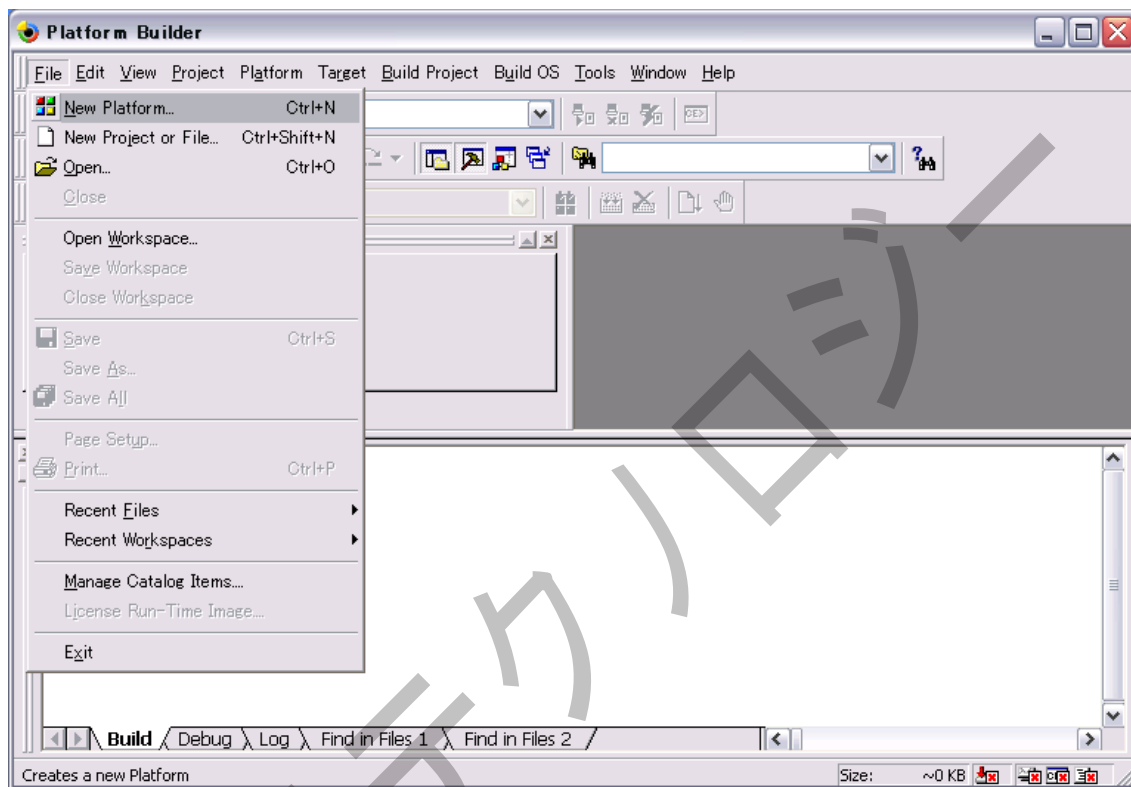 Platform Builder
File Edit View Project Platform Target Build Project Build OS Tools Window Help
New Platform... Ctrl+N
New Project or File... Ctrl+Shift+N
Open... Ctrl+O
Close
Open Workspace...
Save Workspace
Close Workspace
Save Ctrl+S
Save As...
Save All
Page Setup...
Print... Ctrl+P
Recent Files
Recent Workspaces
Manage Catalog Items...
License Run-Time Image...
Exit
Build Debug Log Find in Files 1 Find in Files 2
Creates a new Platform Size: ~0 KB
テクノロジー